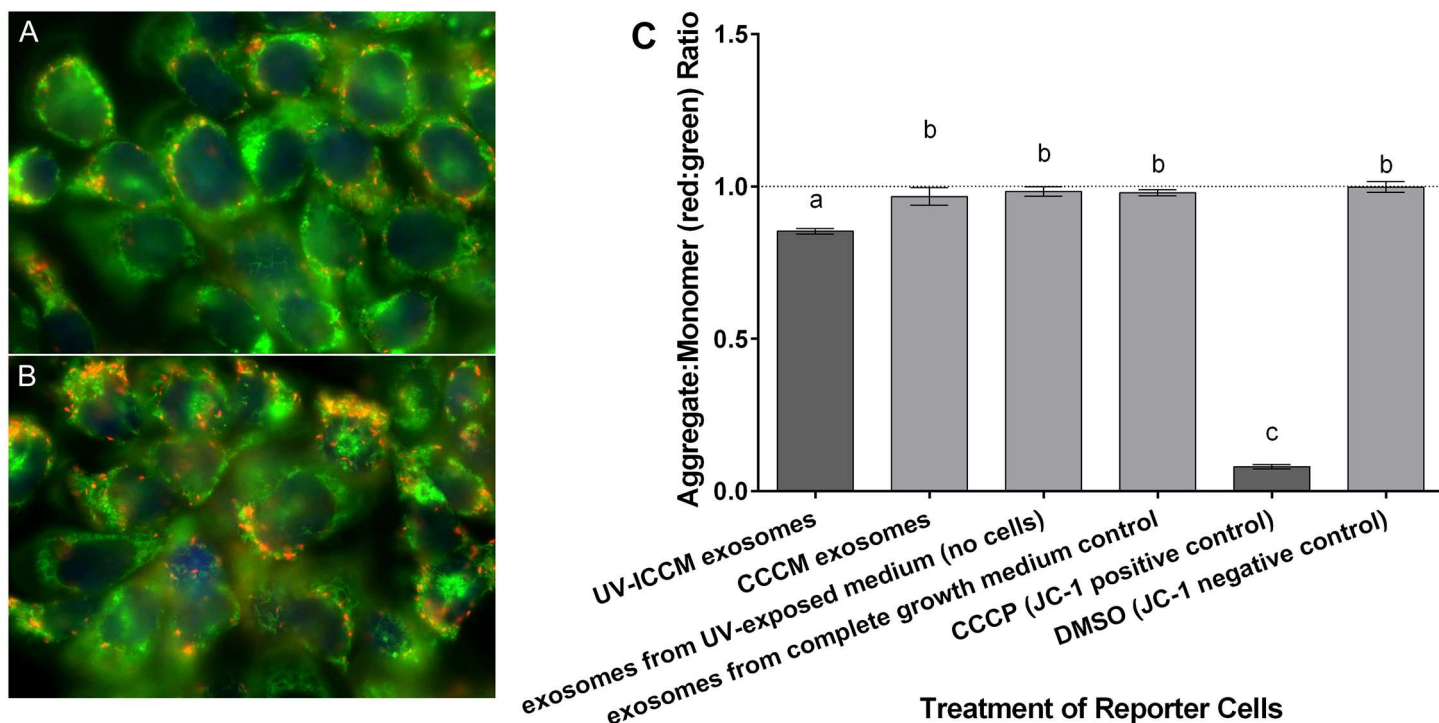 A
B
C
Aggregate:Monomer (red:green) Ratio
1.5
1.0
0.5
0.0
a
b
b
b
c
b
UV-ICCM exosomes
CCCM exosomes
exosomes from UV-exposed medium (no cells)
exosomes from complete growth medium control
CCCP (JC-1 positive control)
DMSO (JC-1 negative control)
Treatment of Reporter Cells